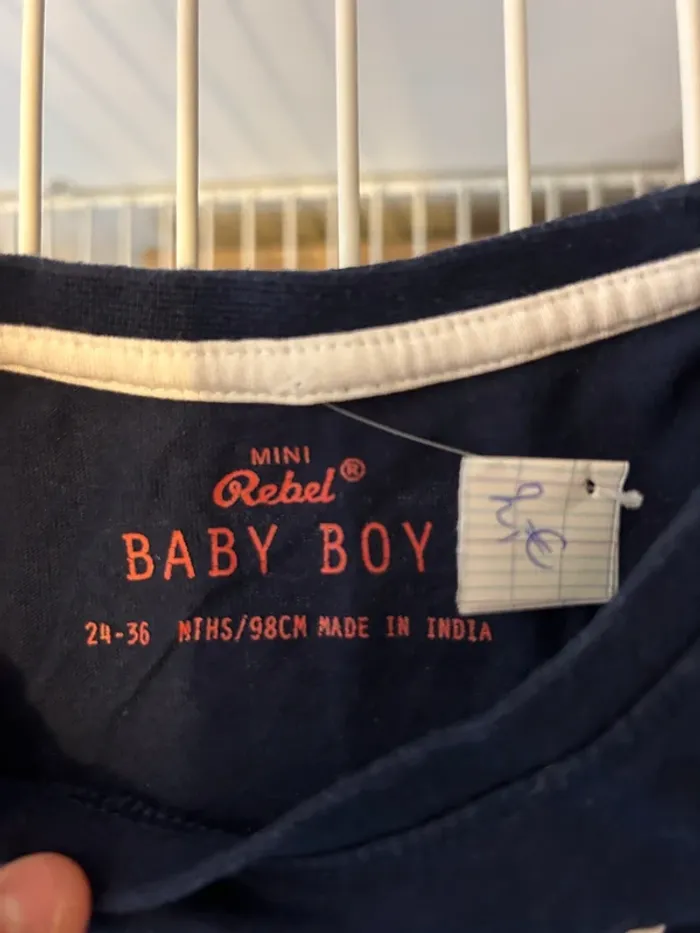 MINI
Rebel®
BABY BOY
24-36 MTHS/98CM MADE IN INDIA